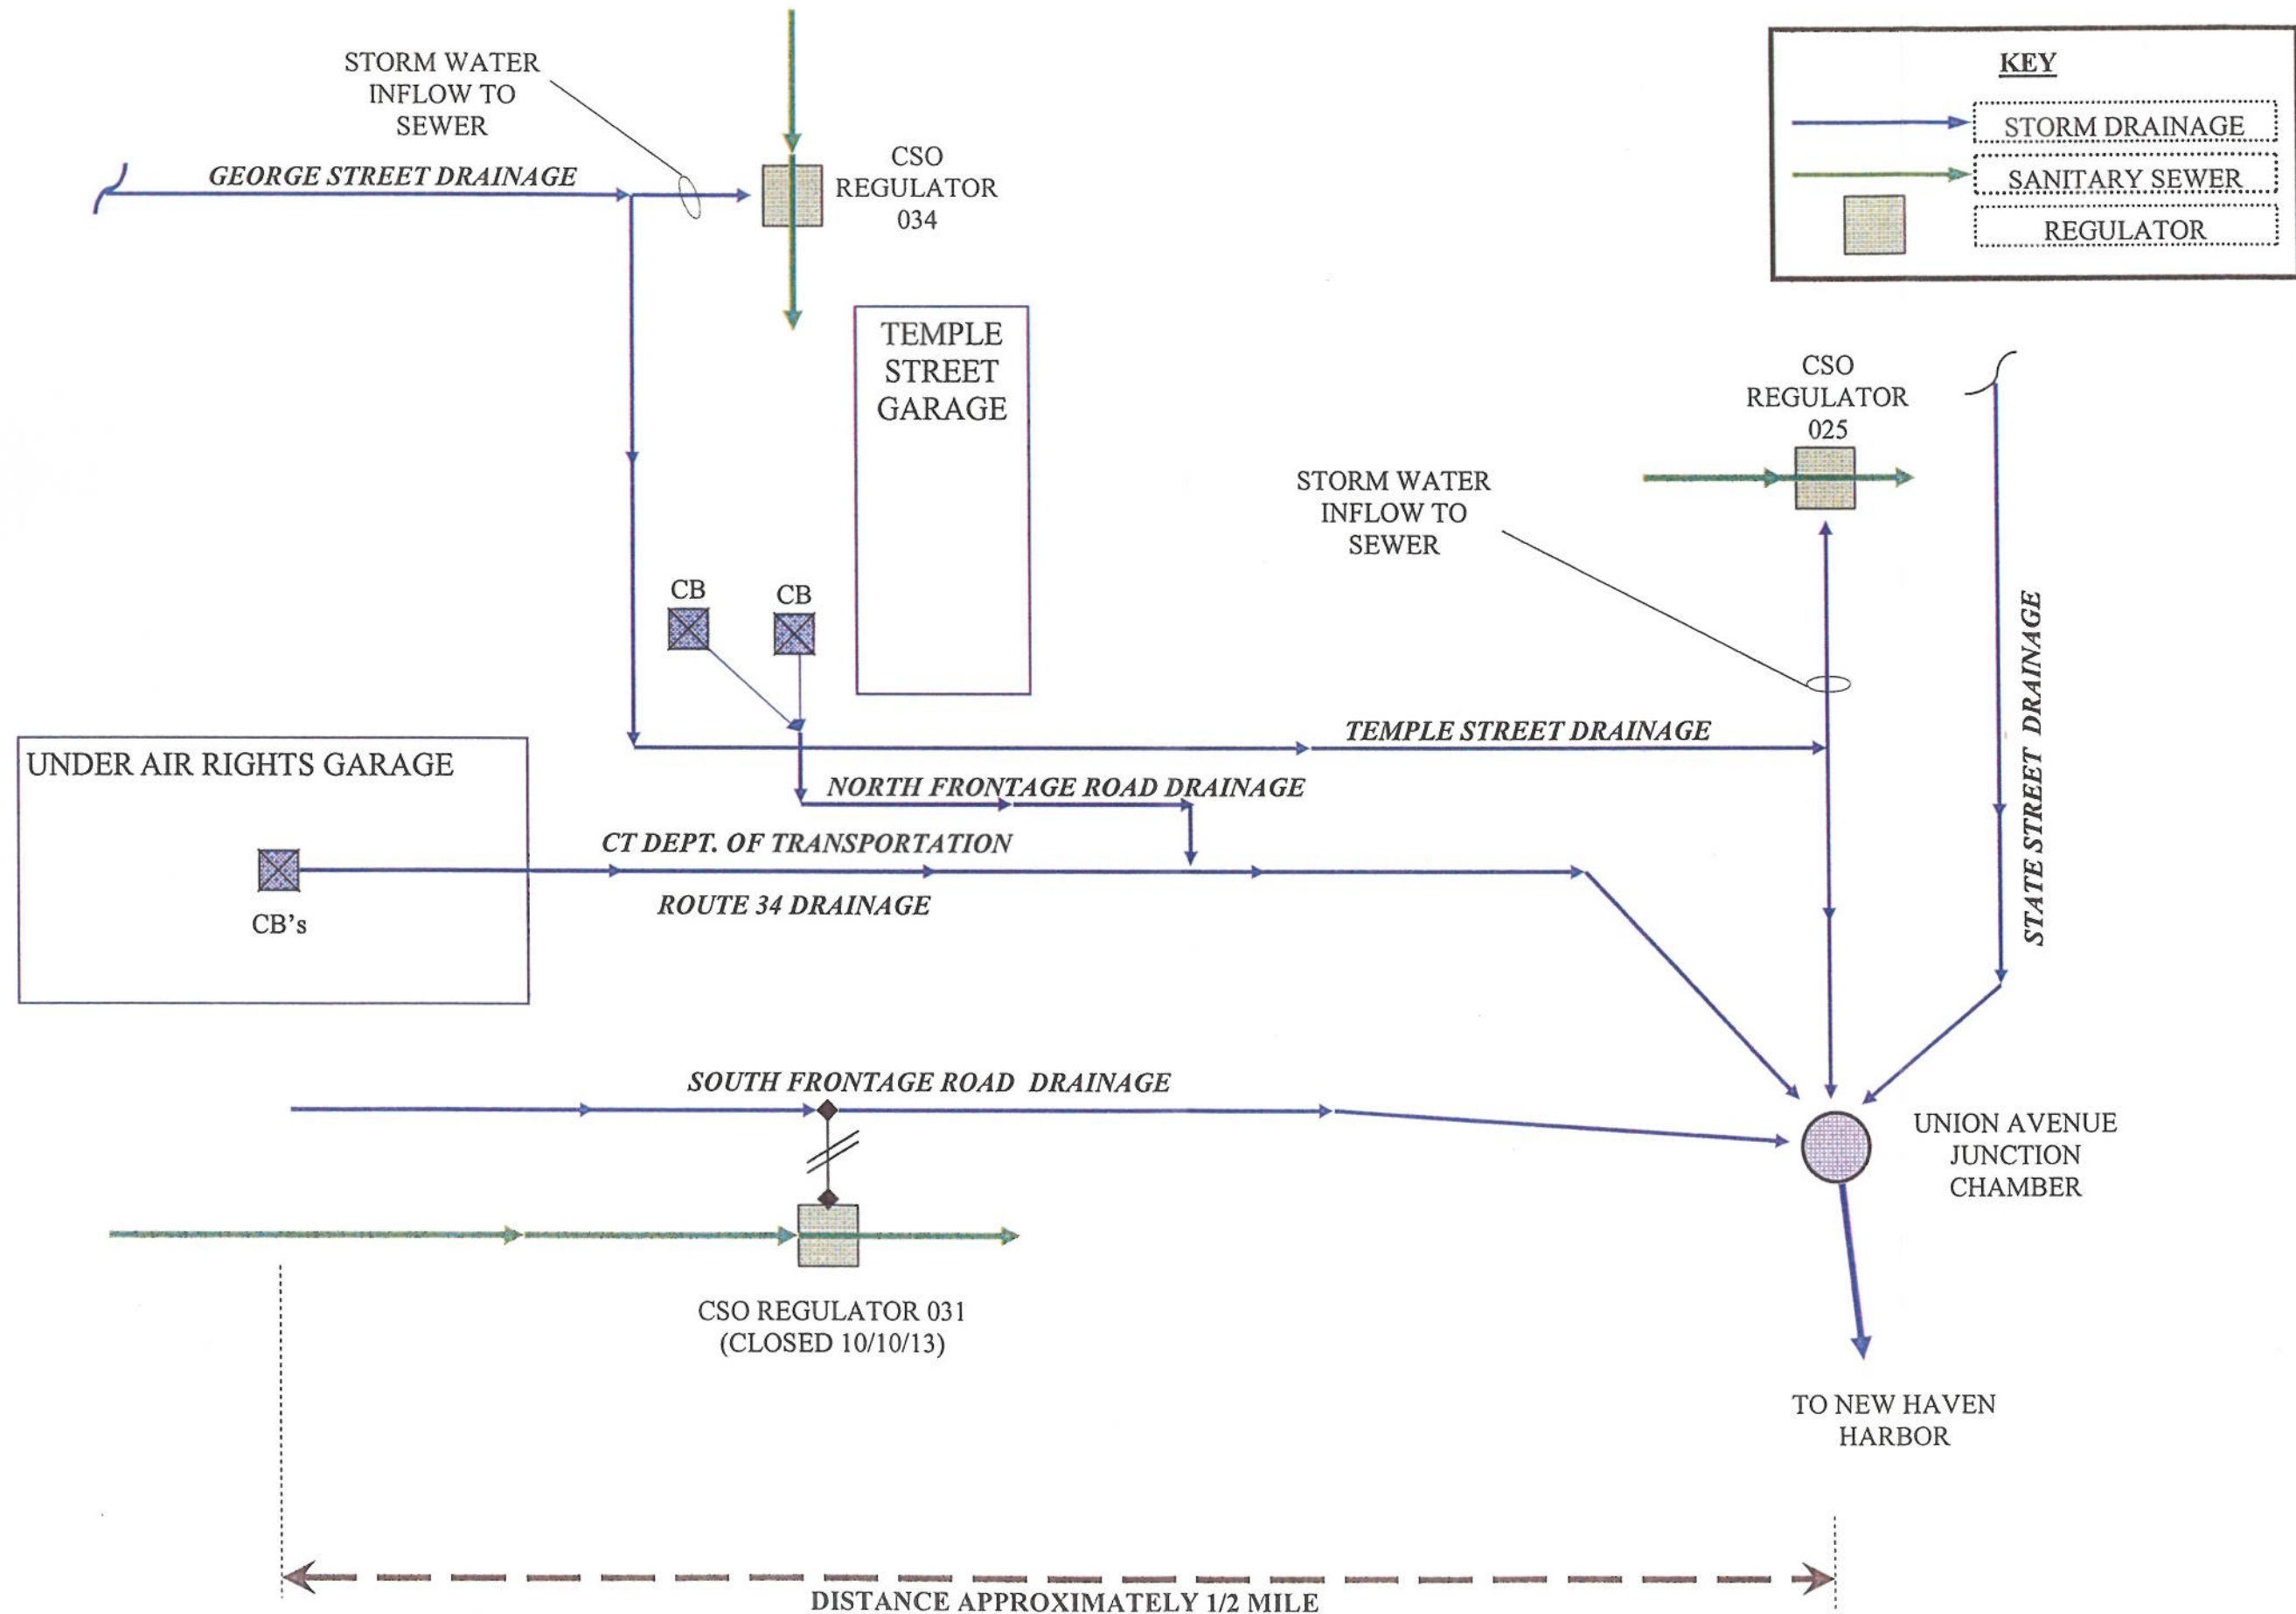 STORM WATER
INFLOW TO
SEWER
GEORGE STREET DRAINAGE
CSO
REGULATOR
034
KEY
STORM DRAINAGE
SANITARY SEWER
REGULATOR
TEMPLE
STREET
GARAGE
CSO
REGULATOR
025
STORM WATER
INFLOW TO
SEWER
STATE STREET DRAINAGE
CB
CB
TEMPLE STREET DRAINAGE
UNDER AIR RIGHTS GARAGE
NORTH FRONTAGE ROAD DRAINAGE
CT DEPT. OF TRANSPORTATION
ROUTE 34 DRAINAGE
CB's
SOUTH FRONTAGE ROAD DRAINAGE
UNION AVENUE
JUNCTION
CHAMBER
CSO REGULATOR 031
(CLOSED 10/10/13)
TO NEW HAVEN
HARBOR
DISTANCE APPROXIMATELY 1/2 MILE